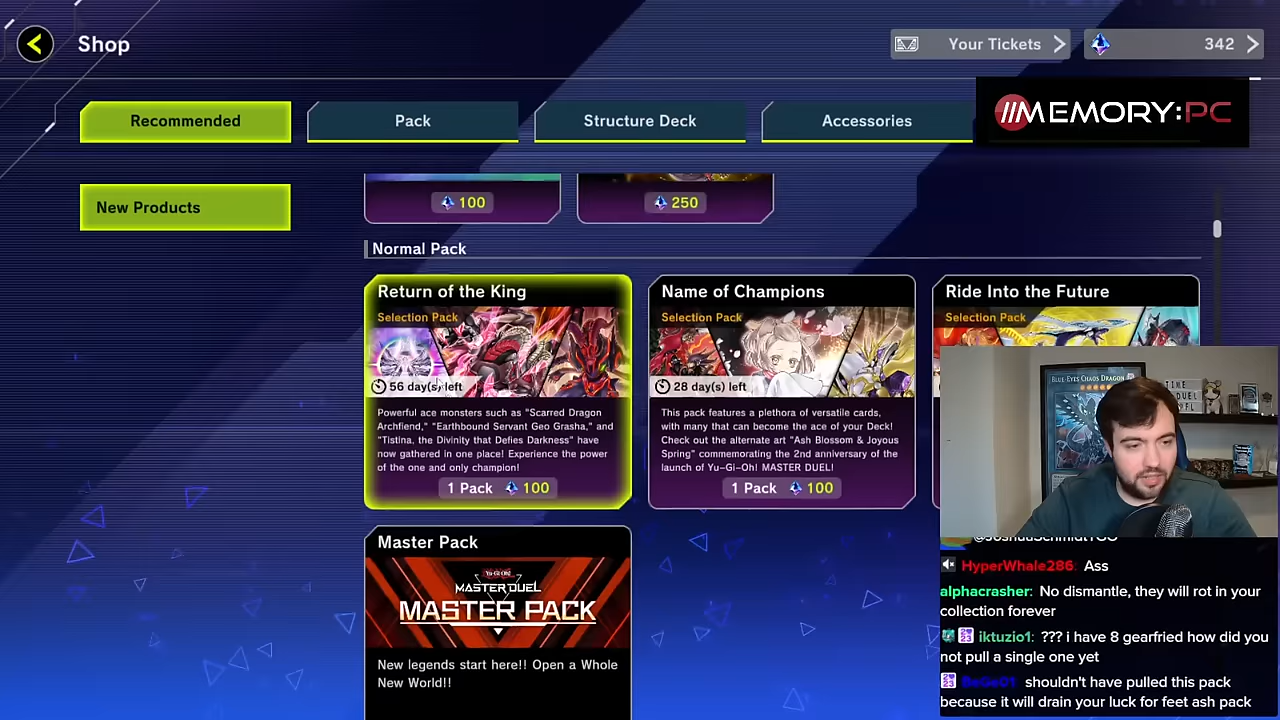 Shop
Your Tickets
342
Recommended
Pack
Structure Deck
Accessories
//MEMORY:PC
New Products
100
250
Normal Pack
Return of the King
Selection Pack
56 day(s) left
Powerful ace monsters such as "Scarred Dragon
Archfiend," "Earthbound Servant Geo Grasha," and
"Tistina, the Divinity that Defies Darkness" have
now gathered in one place! Experience the power
of the one and only champion!
1 Pack 100
Name of Champions
Selection Pack
28 day(s) left
This pack features a plethora of versatile cards,
with many that can become the ace of your Deck!
Check out the alternate art "Ash Blossom & Joyous
Spring" commemorating the 2nd anniversary of the
launch of Yu-Gi-Oh! MASTER DUEL!
1 Pack 100
Ride Into the Future
Selection Pack
BLUE-EYES CHAOS DRAGON
Master Pack
Yu-Gi-Oh!
MASTER DUEL
MASTER PACK
New legends start here!! Open a Whole
New World!!
@JoshuaSchmidtYGO
HyperWhale286: Ass
alphacrasher: No dismantle, they will rot in your
collection forever
iktuzio1: ??? i have 8 gearfried how did you
not pull a single one yet
BeGe01: shouldn't have pulled this pack
because it will drain your luck for feet ash pack